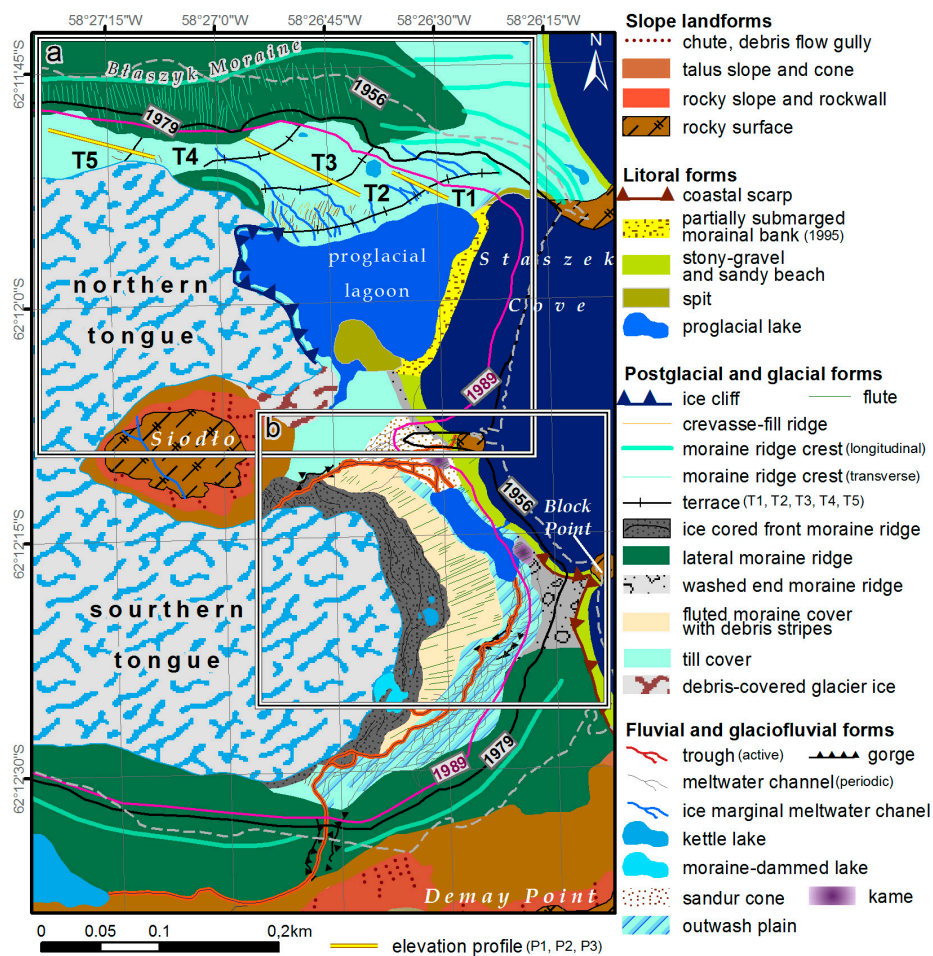 58°27'15"W 58°27'0"W 58°26'45"W 58°26'30"W 58°26'15"W
62°11'45"S
62°12'0"S
62°12'15"S
62°12'30"S
a
N
Błaszyk Moraine
1956
1979
T5
T4
T3
T2
T1
proglacial
lagoon
Staszek
Cove
northern
tongue
1989
b
Siodło
1956
Block
Point
sourthern
tongue
1989
1979
Demay Point
0 0.05 0.1 0,2km
elevation profile (P1, P2, P3)
Slope landforms
chute, debris flow gully
talus slope and cone
rocky slope and rockwall
rocky surface
Litoral forms
coastal scarp
partially submarged
morainal bank (1995)
stony-gravel
and sandy beach
spit
proglacial lake
Postglacial and glacial forms
ice cliff flute
crevasse-fill ridge
moraine ridge crest (longitudinal)
moraine ridge crest (transverse)
terrace (T1, T2, T3, T4, T5)
ice cored front moraine ridge
lateral moraine ridge
washed end moraine ridge
fluted moraine cover
with debris stripes
till cover
debris-covered glacier ice
Fluvial and glaciofluvial forms
trough (active) gorge
meltwater channel (periodic)
ice marginal meltwater chanel
kettle lake
moraine-dammed lake
sandur cone kame
outwash plain